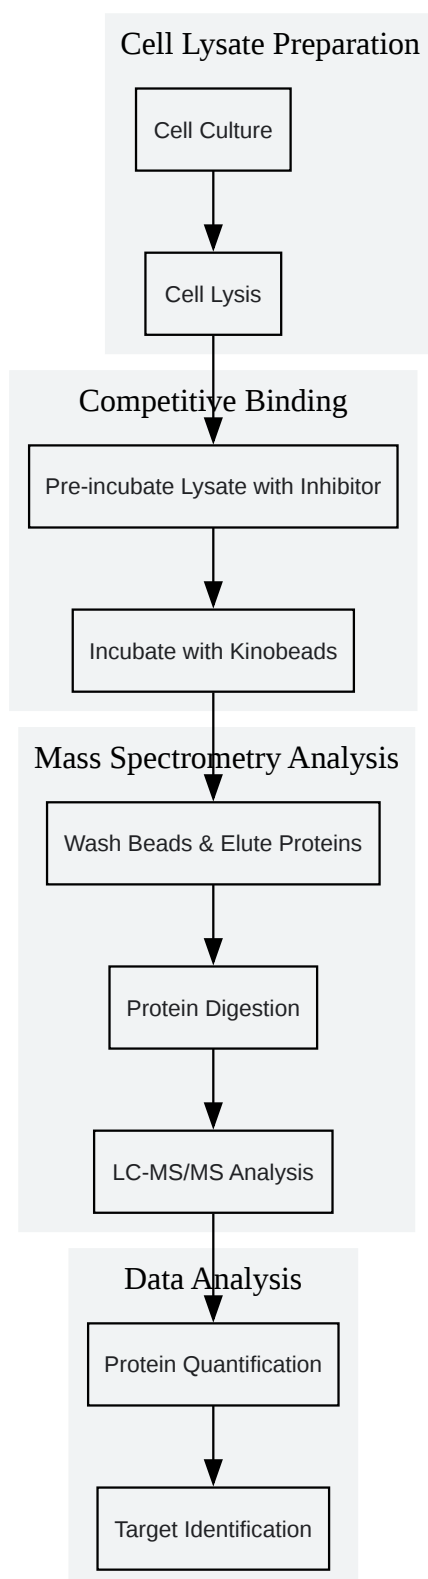 Cell Lysate Preparation
Cell Culture
Cell Lysis
Competitive Binding
Pre-incubate Lysate with Inhibitor
Incubate with Kinobeads
Mass Spectrometry Analysis
Wash Beads & Elute Proteins
Protein Digestion
LC-MS/MS Analysis
Data Analysis
Protein Quantification
Target Identification